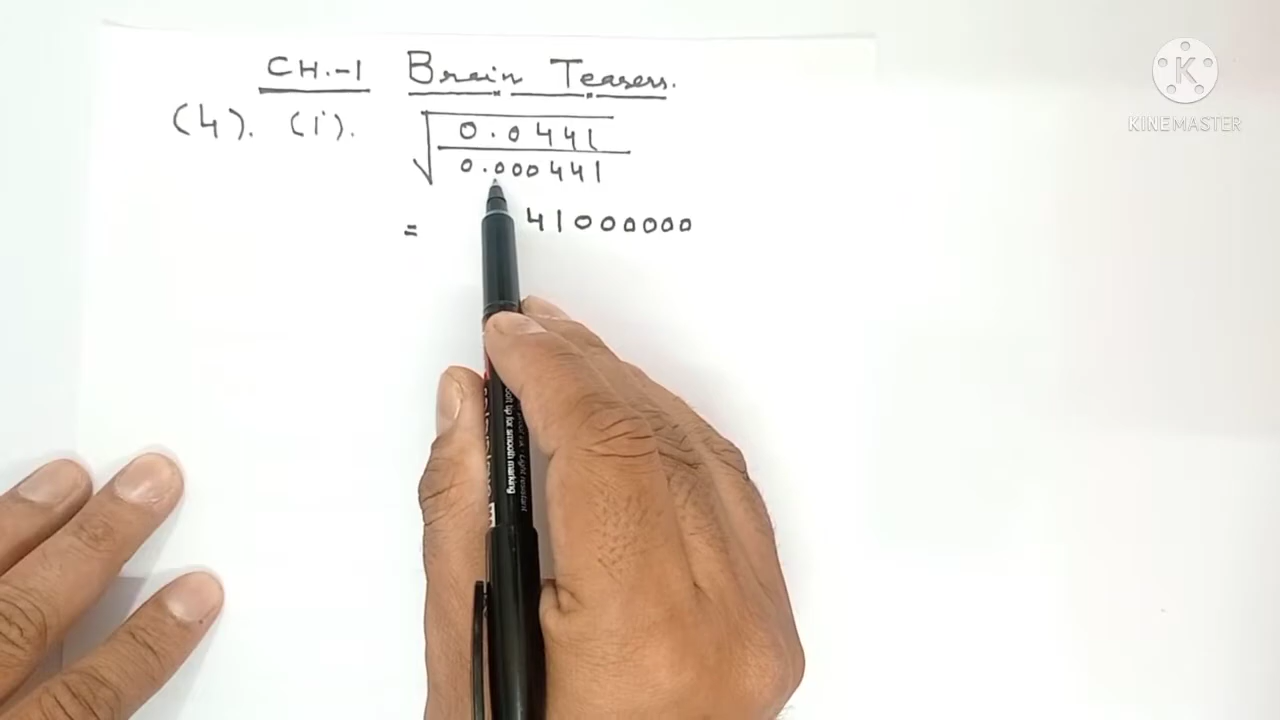 CH.-1 Brain Teasers.
(4). (i). √
0.0441
0.000441
= 41000000
K
KINEMASTER